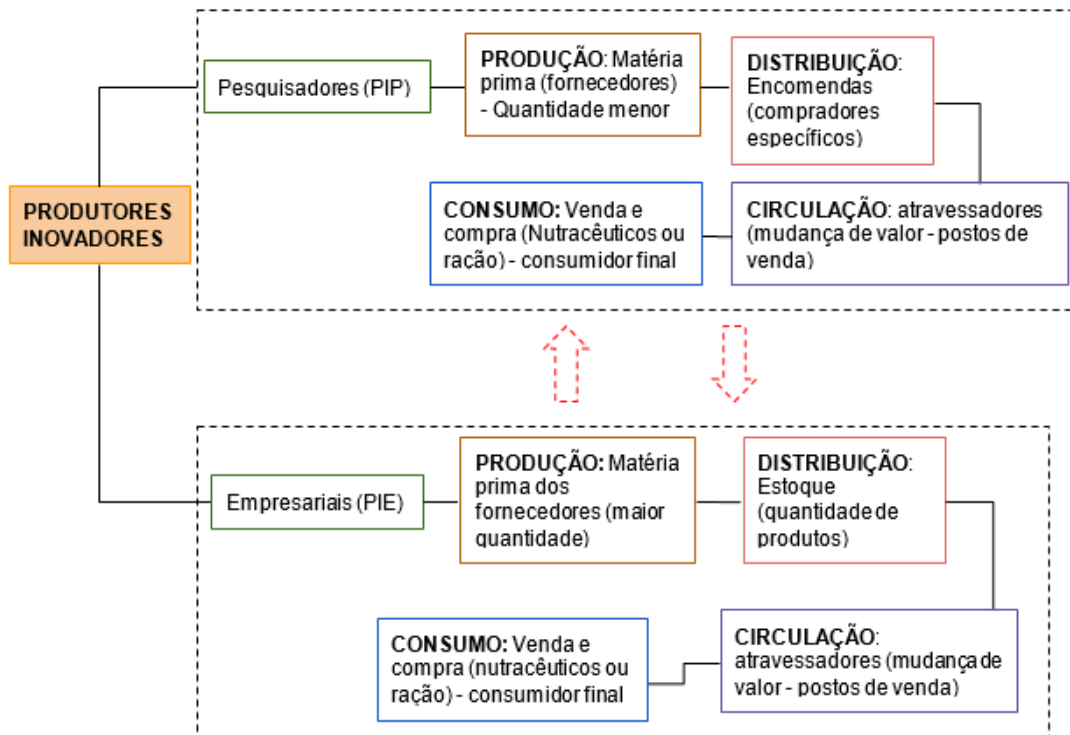 PRODUTORES
INOVADORES
Pesquisadores (PIP)
PRODUÇÃO: Matéria
prima (fornecedores)
- Quantidade menor
DISTRIBUIÇÃO:
Encomendas
(compradores
específicos)
CIRCULAÇÃO: atravessadores
(mudança de valor - postos de
venda)
CONSUMO: Venda e
compra (Nutracêuticos ou
ração) - consumidor final
Empresariais (PIE)
PRODUÇÃO: Matéria
prima dos
fornecedores (maior
quantidade)
DISTRIBUIÇÃO:
Estoque
(quantidade de
produtos)
CIRCULAÇÃO:
atravessadores (mudança de
valor - postos de venda)
CONSUMO: Venda e
compra (nutracêuticos ou
ração) - consumidor final